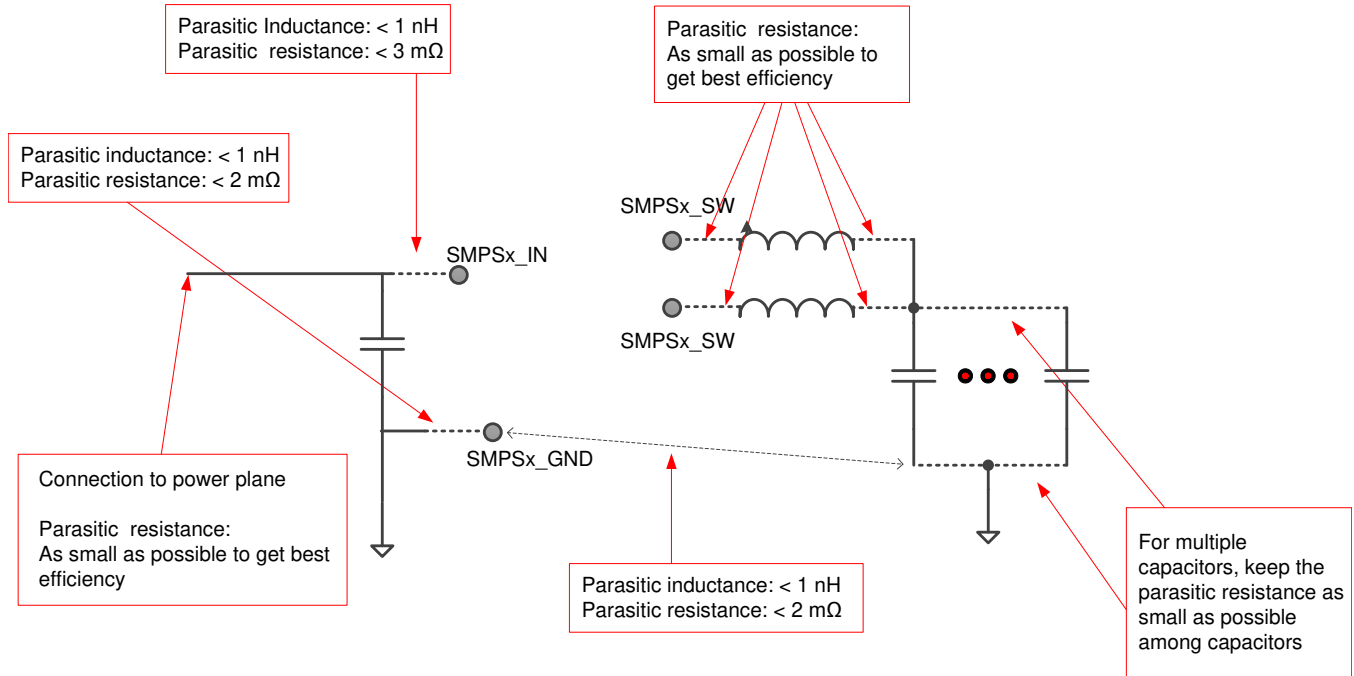 Parasitic Inductance: < 1 nH
Parasitic resistance: < 3 mΩ
Parasitic resistance:
As small as possible to
get best efficiency
Parasitic inductance: < 1 nH
Parasitic resistance: < 2 mΩ
SMPSx_SW
SMPSx_IN
SMPSx_SW
SMPSx_GND
Connection to power plane
Parasitic resistance:
As small as possible to get best
efficiency
Parasitic inductance: < 1 nH
Parasitic resistance: < 2 mΩ
For multiple
capacitors, keep the
parasitic resistance as
small as possible
among capacitors